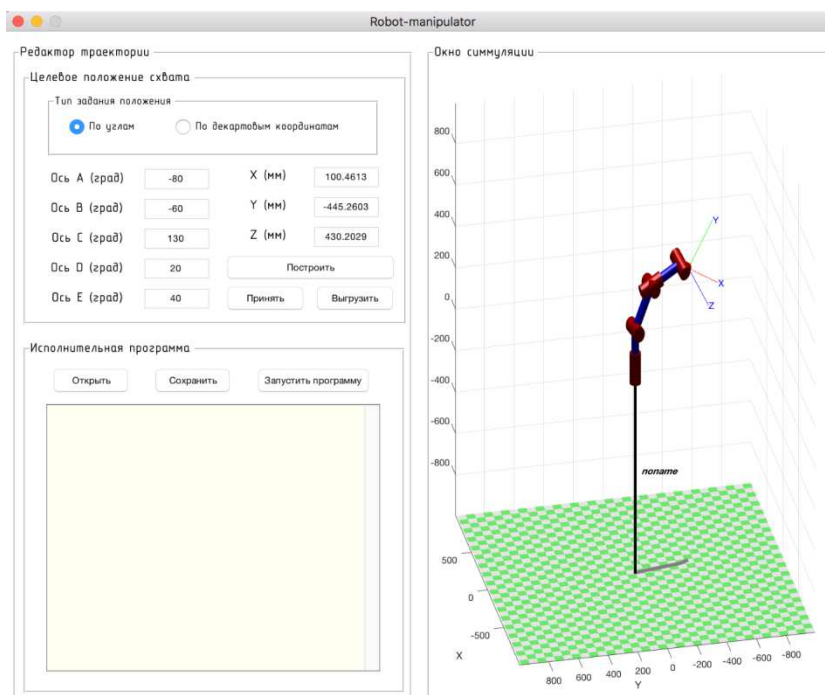 Robot-manipulator
Редактор траектории
Целевое положение схвата
Тип задания положения
По углам
По декартовым координатам
Ось A (град)
-80
X (мм)
100.4613
Ось B (град)
-60
Y (мм)
-445.2603
Ось C (град)
130
Z (мм)
430.2029
Ось D (град)
20
Построить
Ось E (град)
40
Принять
Выгрузить
Исполнительная программа
Открыть
Сохранить
Запустить программу
Окно симмуляции
800
600
400
200
0
-200
-400
-600
-800
Y
X
Z
noname
500
0
-500
X
800
600
400
200
0
-200
-400
-600
-800
Y